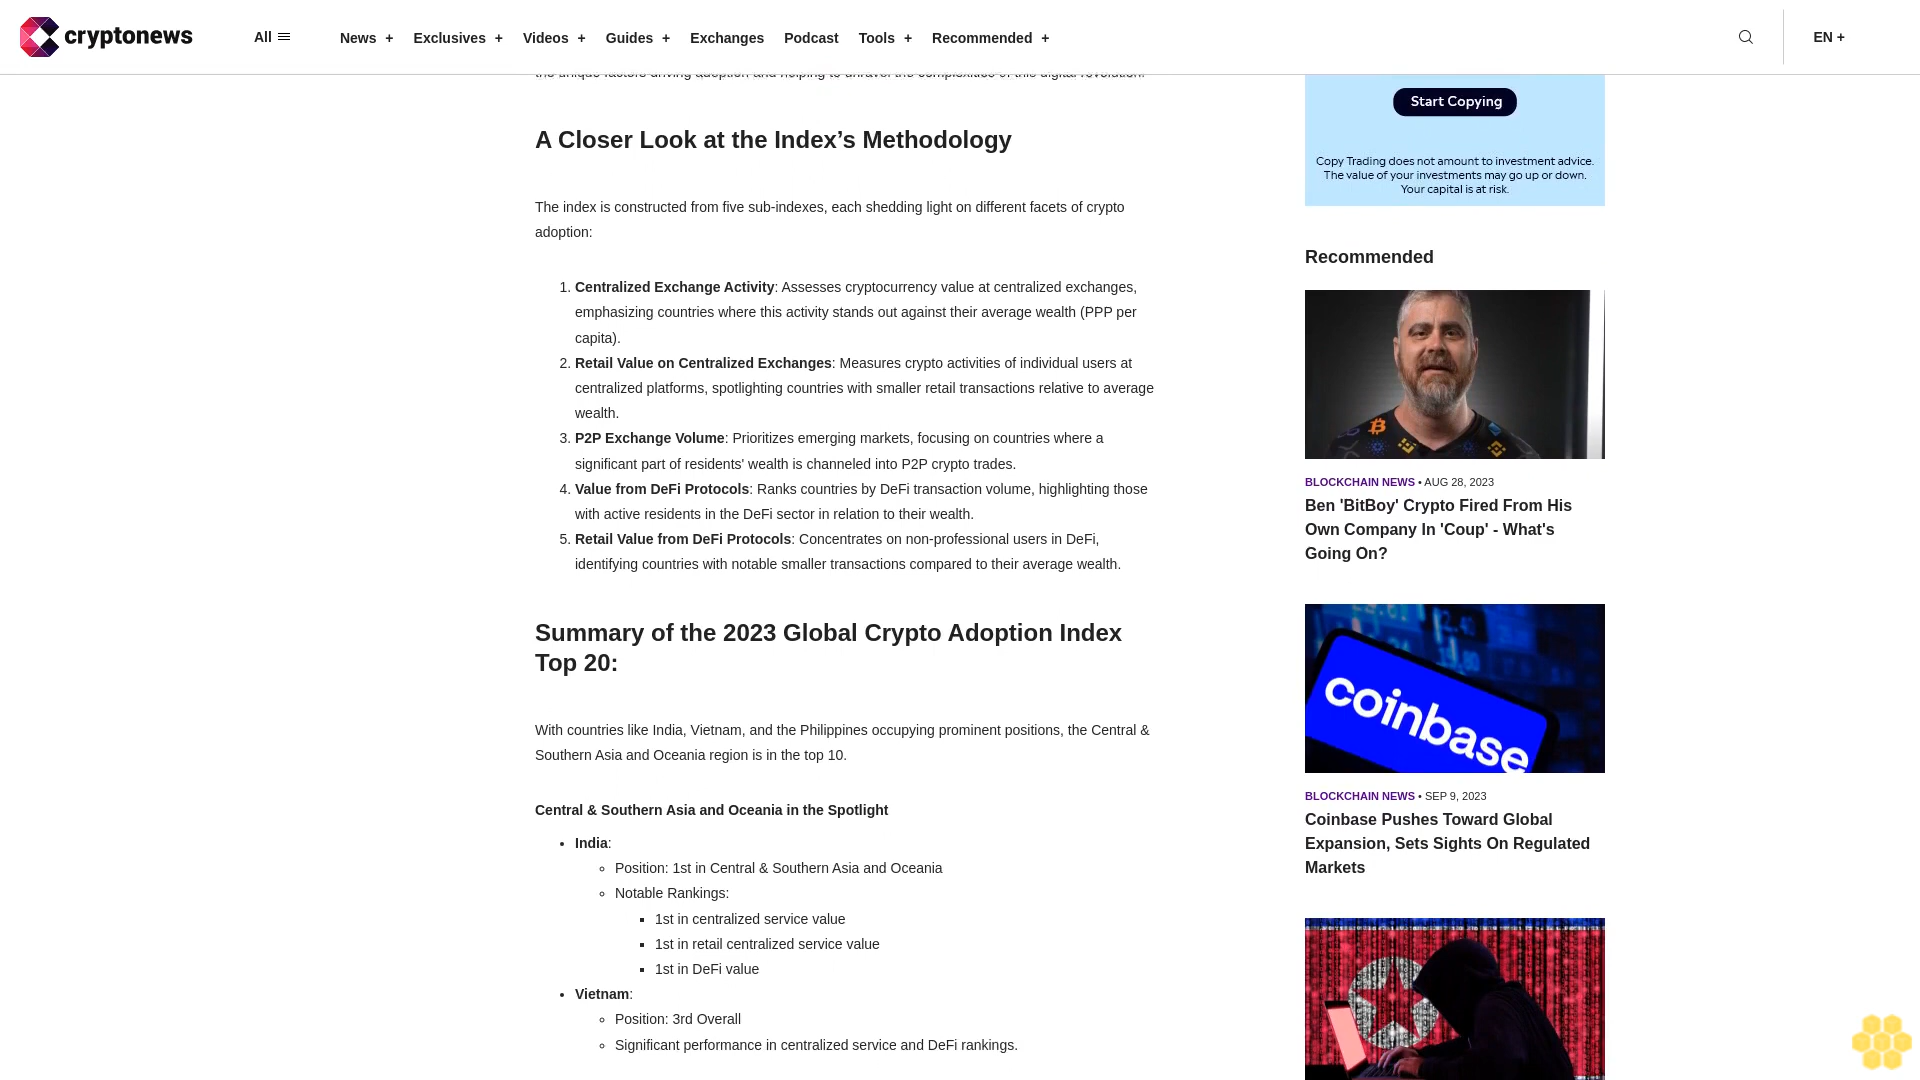 cryptonews
All
News +
Exclusives +
Videos +
Guides +
Exchanges
Podcast
Tools +
Recommended +
EN +
the unique factors driving adoption and helping to unravel the complexities of this digital revolution.
A Closer Look at the Index’s Methodology
The index is constructed from five sub-indexes, each shedding light on different facets of crypto
adoption:
1. Centralized Exchange Activity: Assesses cryptocurrency value at centralized exchanges,
emphasizing countries where this activity stands out against their average wealth (PPP per
capita).
2. Retail Value on Centralized Exchanges: Measures crypto activities of individual users at
centralized platforms, spotlighting countries with smaller retail transactions relative to average
wealth.
3. P2P Exchange Volume: Prioritizes emerging markets, focusing on countries where a
significant part of residents' wealth is channeled into P2P crypto trades.
4. Value from DeFi Protocols: Ranks countries by DeFi transaction volume, highlighting those
with active residents in the DeFi sector in relation to their wealth.
5. Retail Value from DeFi Protocols: Concentrates on non-professional users in DeFi,
identifying countries with notable smaller transactions compared to their average wealth.
Summary of the 2023 Global Crypto Adoption Index
Top 20:
With countries like India, Vietnam, and the Philippines occupying prominent positions, the Central &
Southern Asia and Oceania region is in the top 10.
Central & Southern Asia and Oceania in the Spotlight
• India:
◦ Position: 1st in Central & Southern Asia and Oceania
◦ Notable Rankings:
▪ 1st in centralized service value
▪ 1st in retail centralized service value
▪ 1st in DeFi value
• Vietnam:
◦ Position: 3rd Overall
◦ Significant performance in centralized service and DeFi rankings.
Start Copying
Copy Trading does not amount to investment advice.
The value of your investments may go up or down.
Your capital is at risk.
Recommended
BLOCKCHAIN NEWS • AUG 28, 2023
Ben 'BitBoy' Crypto Fired From His
Own Company In 'Coup' - What's
Going On?
coinbase
BLOCKCHAIN NEWS • SEP 9, 2023
Coinbase Pushes Toward Global
Expansion, Sets Sights On Regulated
Markets